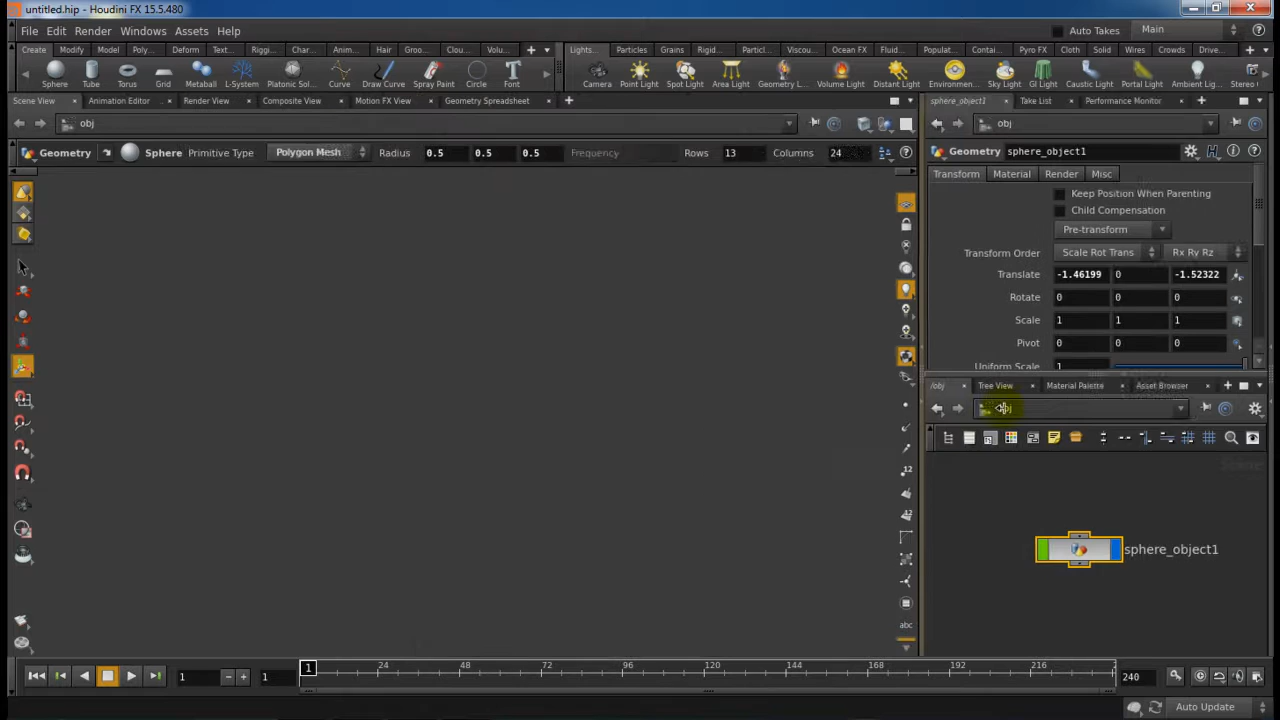 untitled.hip - Houdini FX 15.5.480
File Edit Render Windows Assets Help
Auto Takes Main
Create Modify Model Poly... Deform Text... Riggi... Char... Anim... Hair Groo... Clou... Volu...
Lights... Particles Grains Rigid... Particl... Viscou... Ocean FX Fluid... Populat... Contai... Pyro FX Cloth Solid Wires Crowds Drive...
Sphere Tube Torus Grid Metaball L-System Platonic Sol... Curve Draw Curve Spray Paint Circle Font
Camera Point Light Spot Light Area Light Geometry L... Volume Light Distant Light Environmen... Sky Light GI Light Caustic Light Portal Light Ambient Lig... Stereo C
Scene View Animation Editor Render View Composite View Motion FX View Geometry Spreadsheet
sphere_object1 Take List Performance Monitor
obj
obj
Geometry Sphere Primitive Type Polygon Mesh Radius 0.5 0.5 0.5 Frequency Rows 13 Columns 24
Geometry sphere_object1
Transform Material Render Misc
Keep Position When Parenting
Child Compensation
Pre-transform
Transform Order Scale Rot Trans Rx Ry Rz
Translate -1.46199 0 -1.52322
Rotate 0 0 0
Scale 1 1 1
Pivot 0 0 0
Uniform Scale 1
/obj Tree View Material Palette Asset Browser
12
12
abc
sphere_object1
1 1 1 24 48 72 96 120 144 168 192 216 2 240
Auto Update